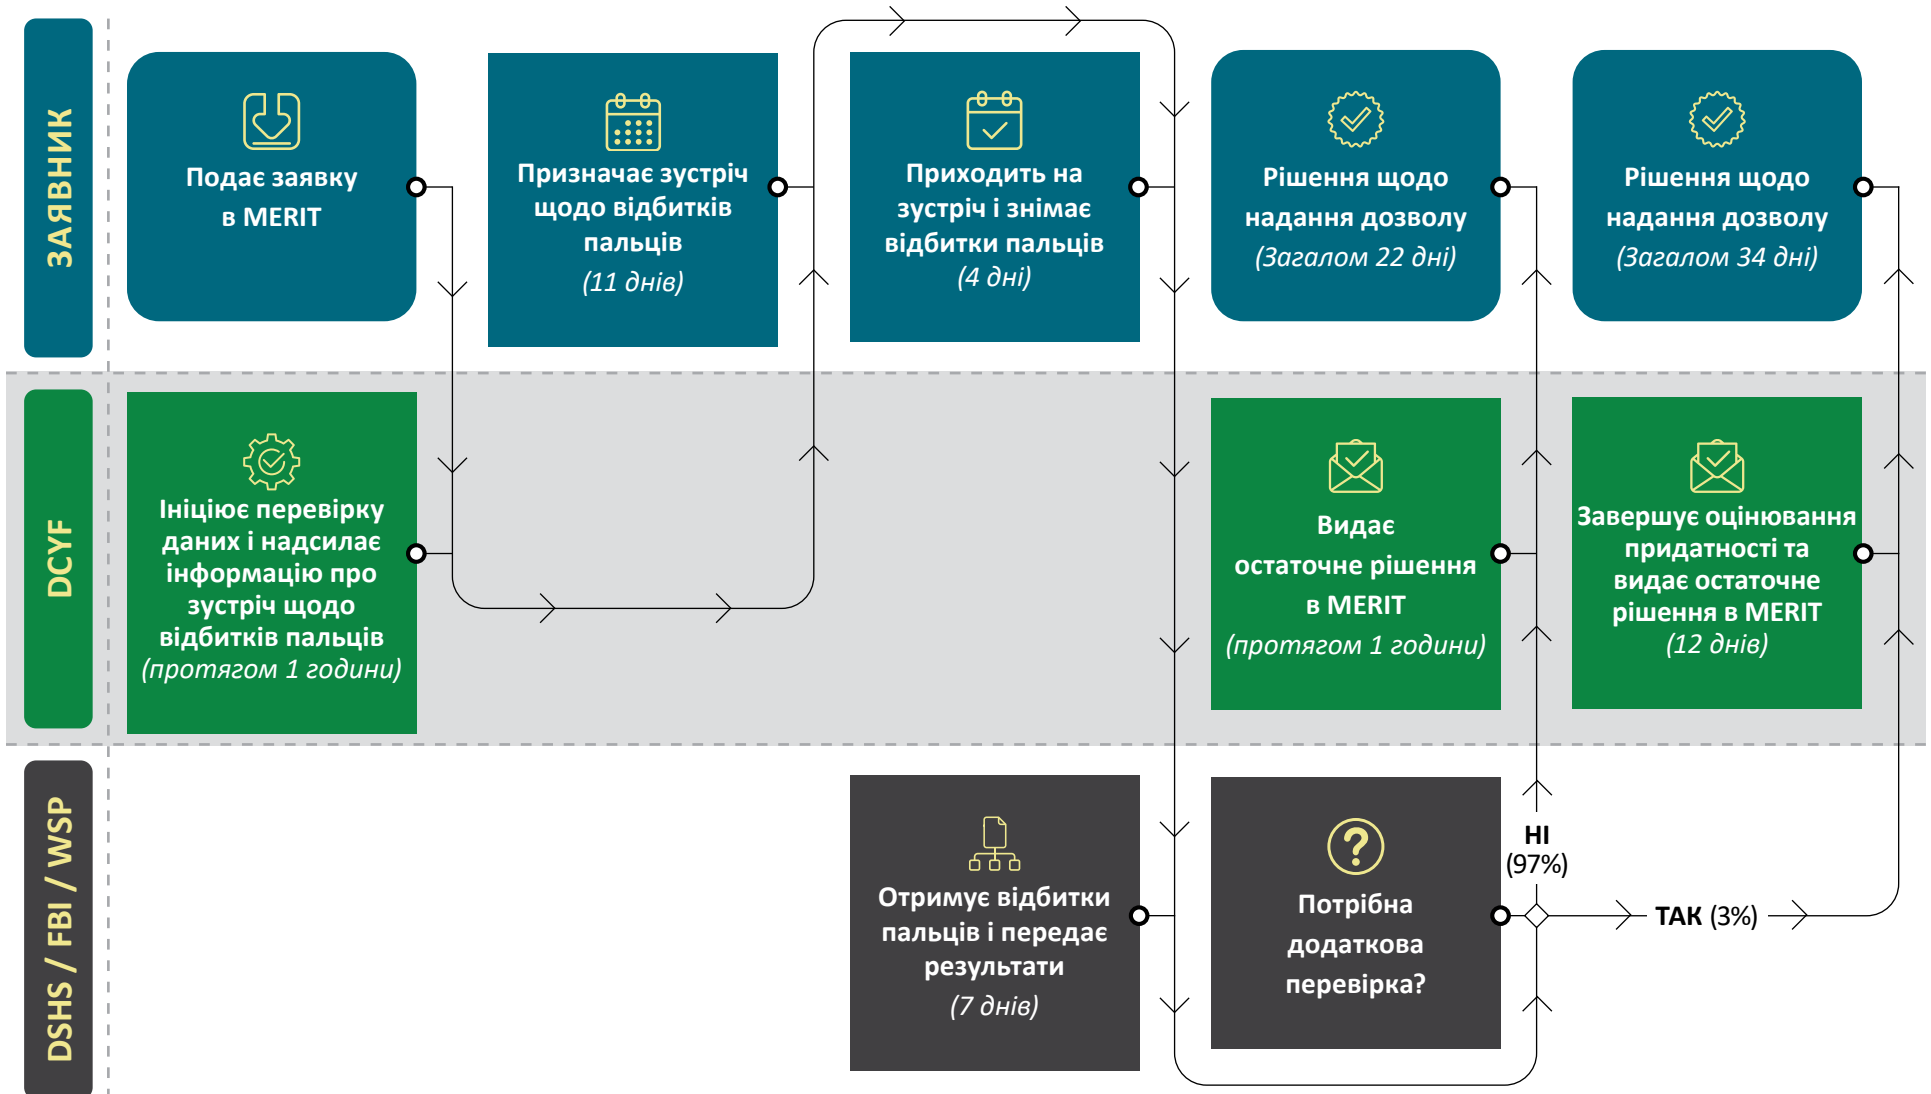 ЗАЯВНИК
Подає заявку
в MERIT
Призначає зустріч
щодо відбитків
пальців
(11 днів)
Приходить на
зустріч і знімає
відбитки пальців
(4 дні)
Рішення щодо
надання дозволу
(Загалом 22 дні)
Рішення щодо
надання дозволу
(Загалом 34 дні)
DCYF
Ініціює перевірку
даних і надсилає
інформацію про
зустріч щодо
відбитків пальців
(протягом 1 години)
Видає
остаточне рішення
в MERIT
(протягом 1 години)
Завершує оцінювання
придатності та
видає остаточне
рішення в MERIT
(12 днів)
DSHS / FBI / WSP
Отримує відбитки
пальців і передає
результати
(7 днів)
Потрібна
додаткова
перевірка?
НІ
(97%)
ТАК (3%)